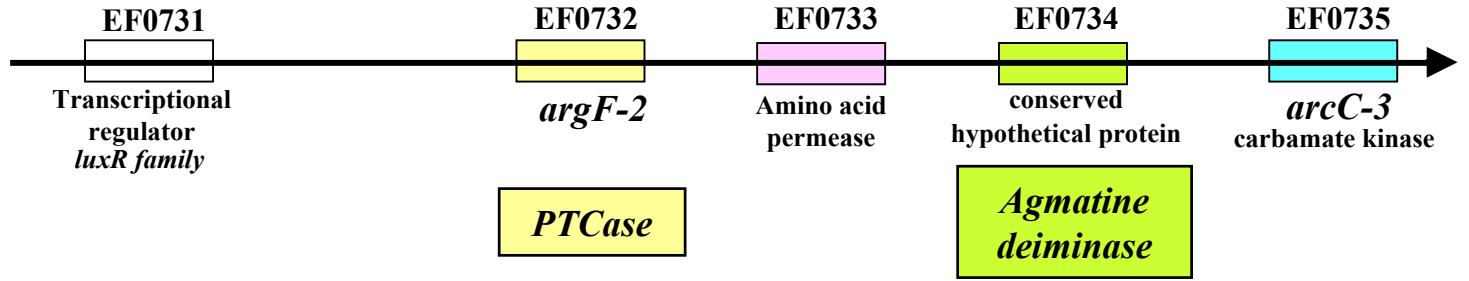 EF0731 EF0732 EF0733 EF0734 EF0735
Transcriptional
regulator
luxR family
argF-2
Amino acid
permease
conserved
hypothetical protein
arcC-3
carbamate kinase
PTCase
Agmatine
deiminase